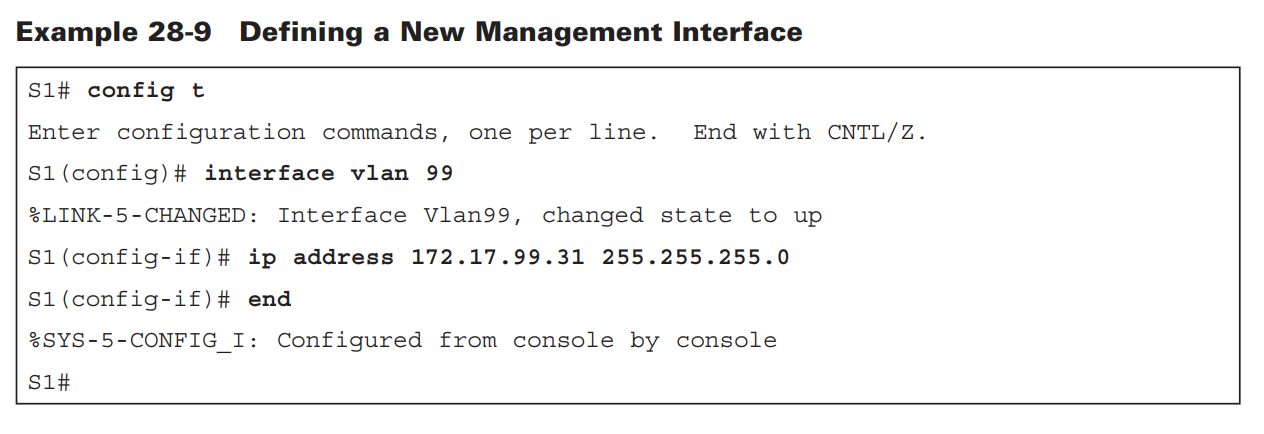 Example 28-9 Defining a New Management Interface
S1# config t
Enter configuration commands, one per line. End with CNTL/Z.
S1(config)# interface vlan 99
%LINK-5-CHANGED: Interface Vlan99, changed state to up
S1(config-if)# ip address 172.17.99.31 255.255.255.0
S1(config-if)# end
%SYS-5-CONFIG_I: Configured from console by console
S1#